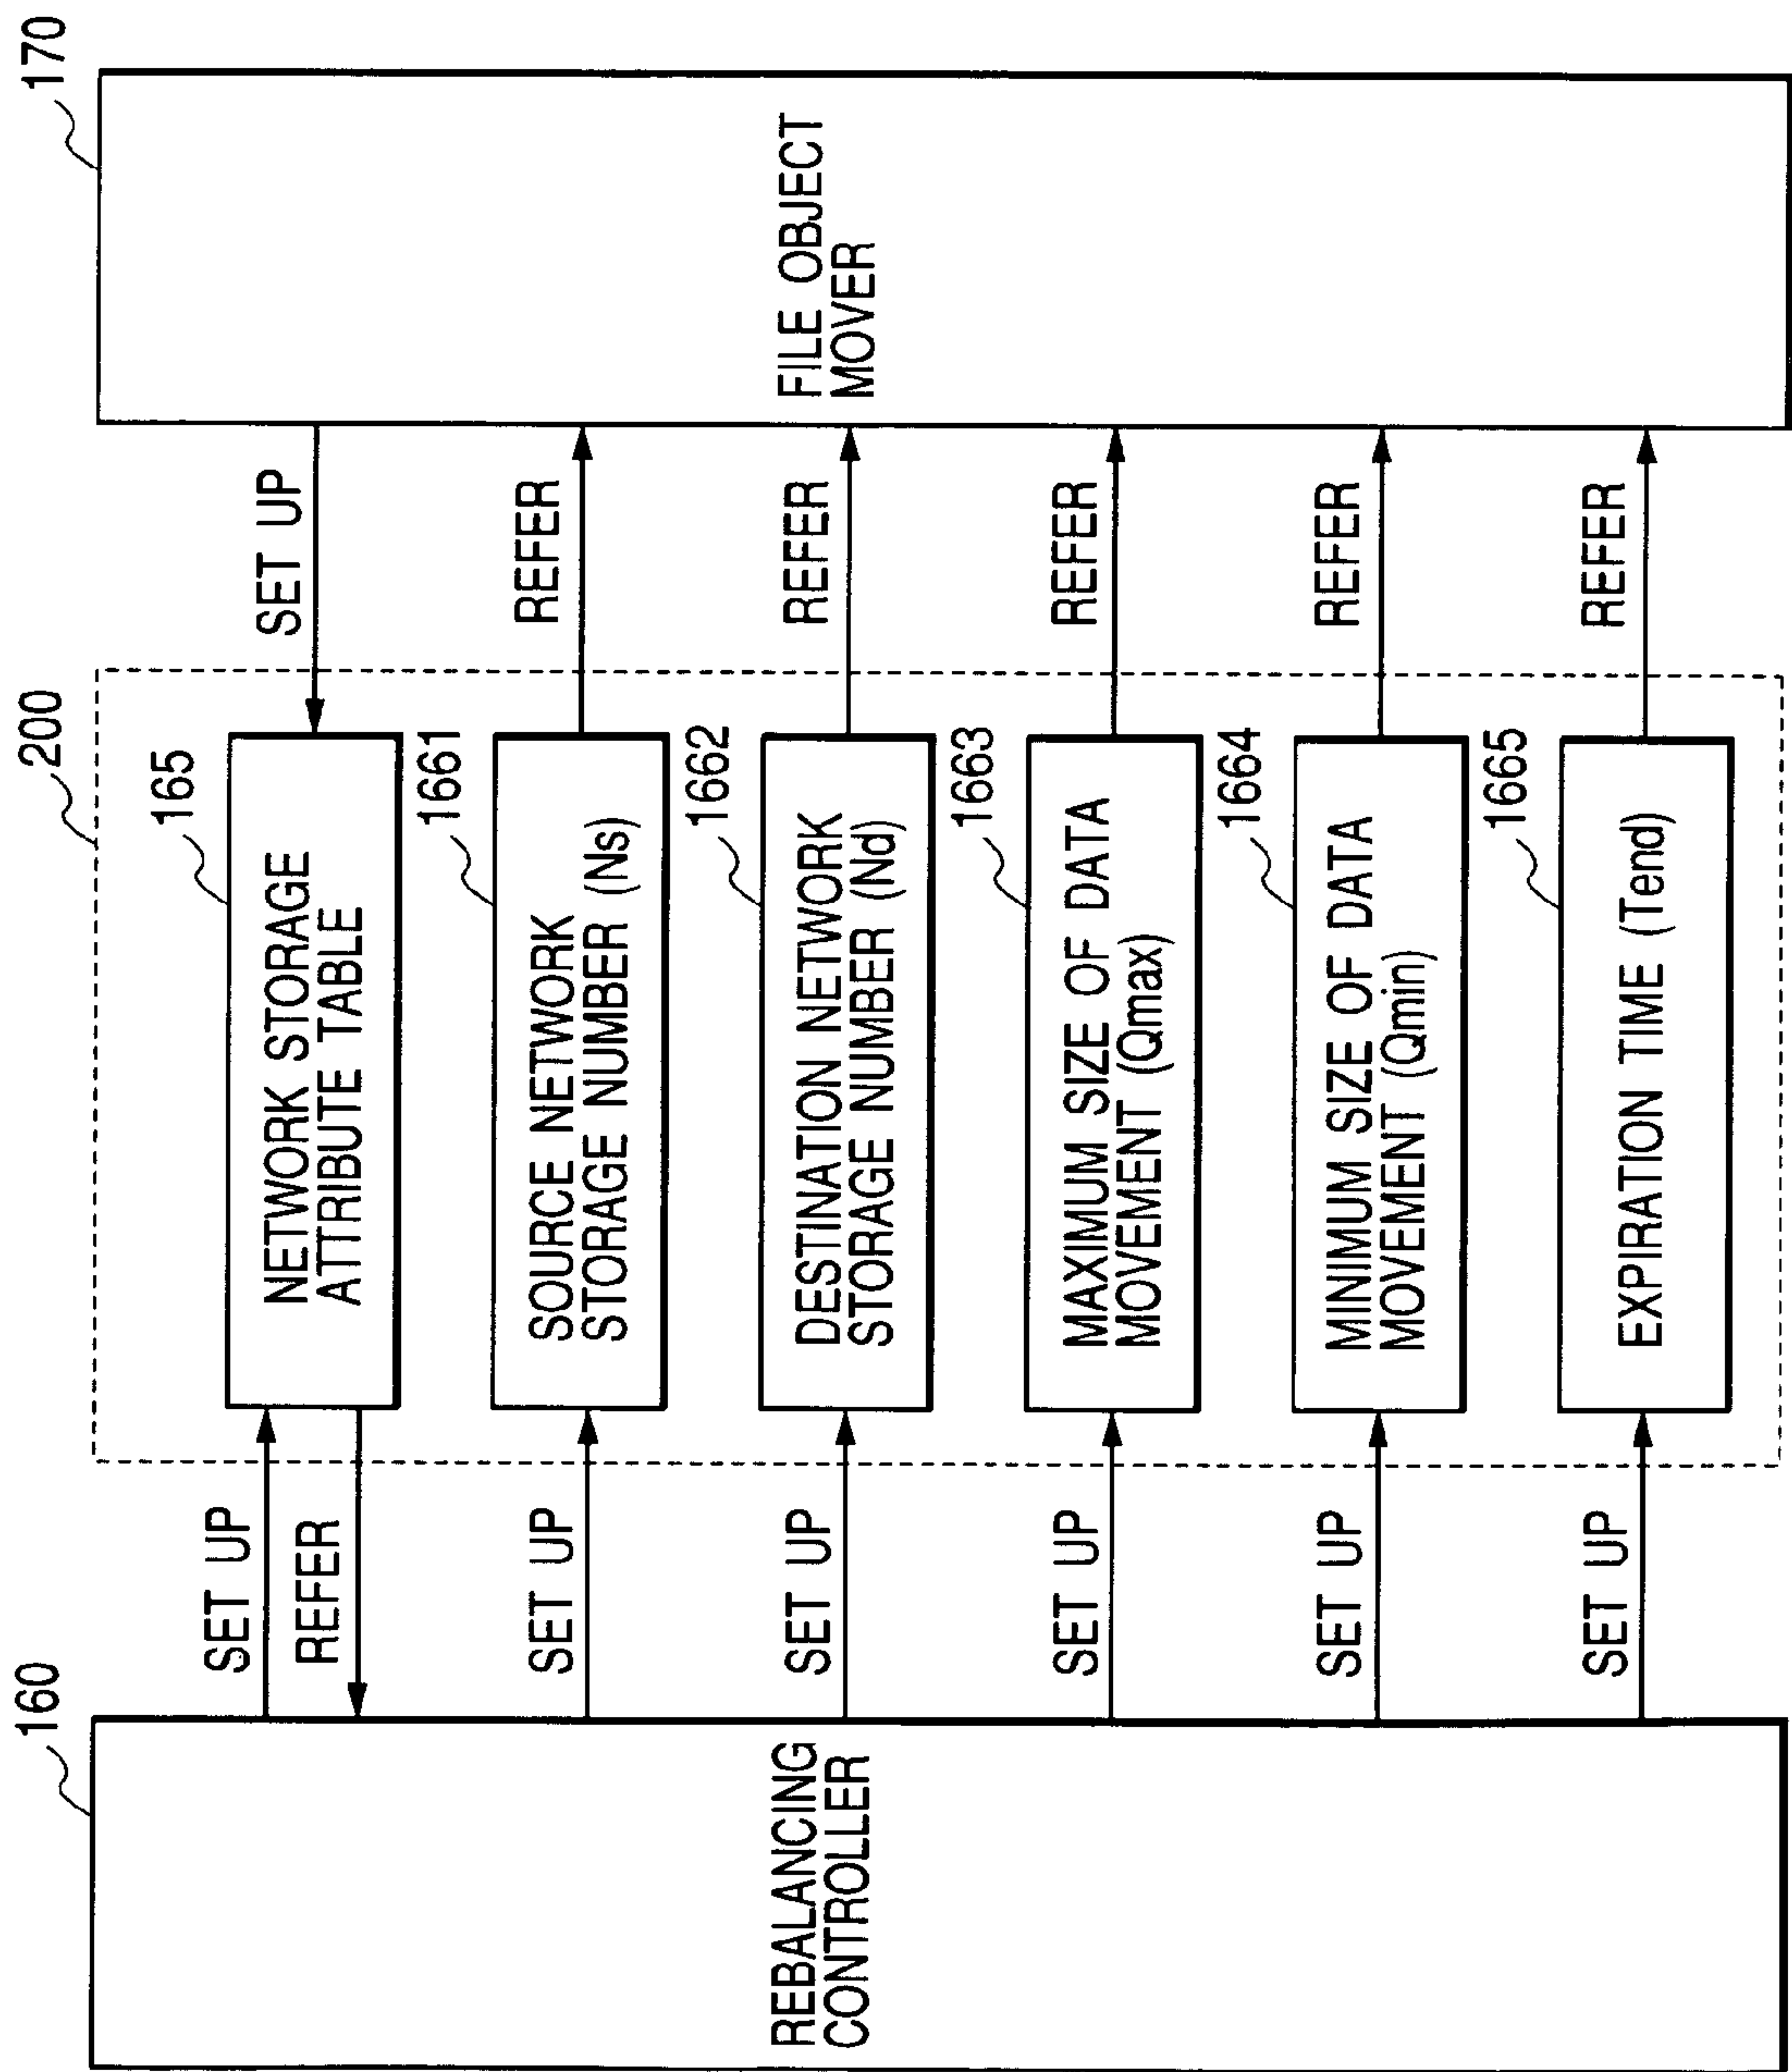 160
REBALANCING
CONTROLLER
SET UP
REFER
SET UP
SET UP
SET UP
SET UP
SET UP
200
165
NETWORK STORAGE
ATTRIBUTE TABLE
1661
SOURCE NETWORK
STORAGE NUMBER (Ns)
1662
DESTINATION NETWORK
STORAGE NUMBER (Nd)
1663
MAXIMUM SIZE OF DATA
MOVEMENT (Qmax)
1664
MINIMUM SIZE OF DATA
MOVEMENT (Qmin)
1665
EXPIRATION TIME (Tend)
SET UP
REFER
REFER
REFER
REFER
REFER
170
FILE OBJECT
MOVER